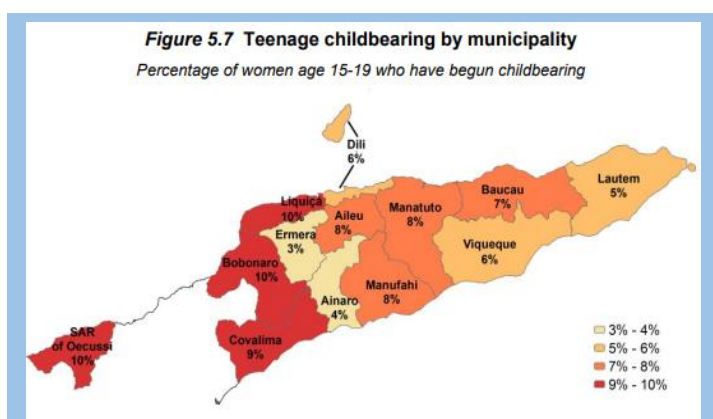 Figure 5.7 Teenage childbearing by municipality
Percentage of women age 15-19 who have begun childbearing
Dili
6%
Lautem
5%
Baucau
7%
Liquiça
10%
Aileu
8%
Manatuto
8%
Ermera
3%
Viqueque
6%
Bobonaro
10%
Manufahi
8%
Ainaro
4%
SAR
of Oecussi
10%
Covalima
9%
3% - 4%
5% - 6%
7% - 8%
9% - 10%